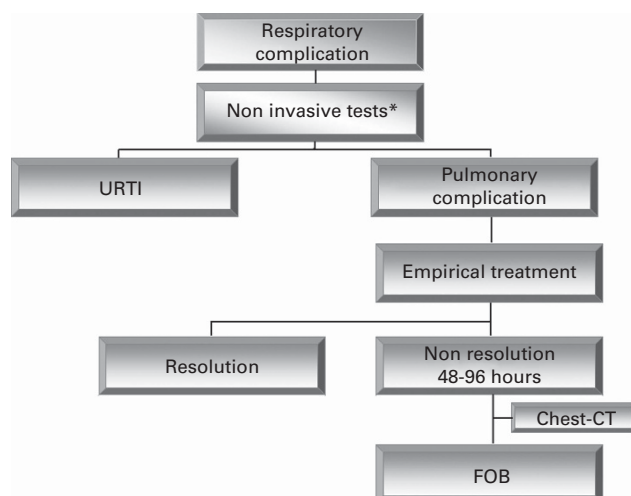 Respiratory
complication
Non invasive tests*
URTI
Pulmonary
complication
Empirical treatment
Resolution
Non resolution
48-96 hours
Chest-CT
FOB